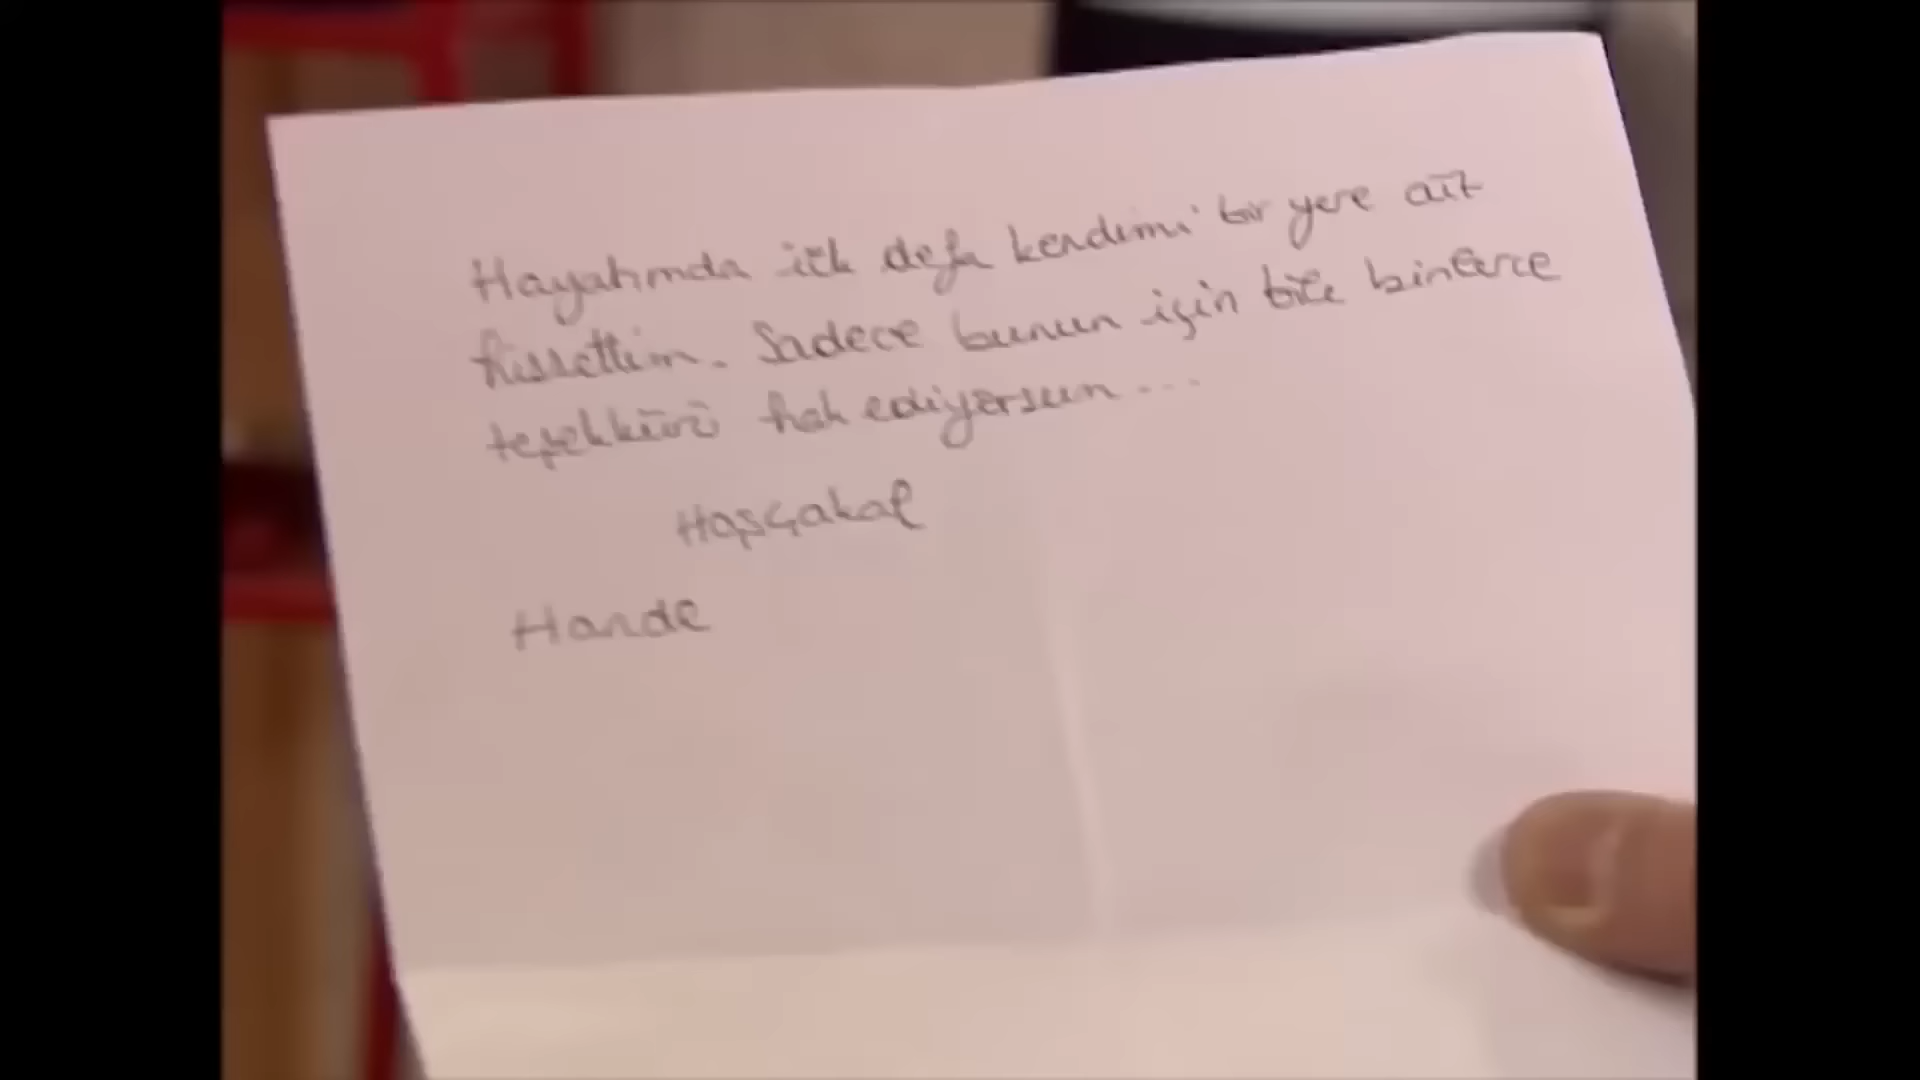 Hayatımda ilk defa kendimi bir yere ait
hissettim. Sadece bunun için bile binlerce
teşekkürü hak ediyorsun...
Hoşçakal
Hande